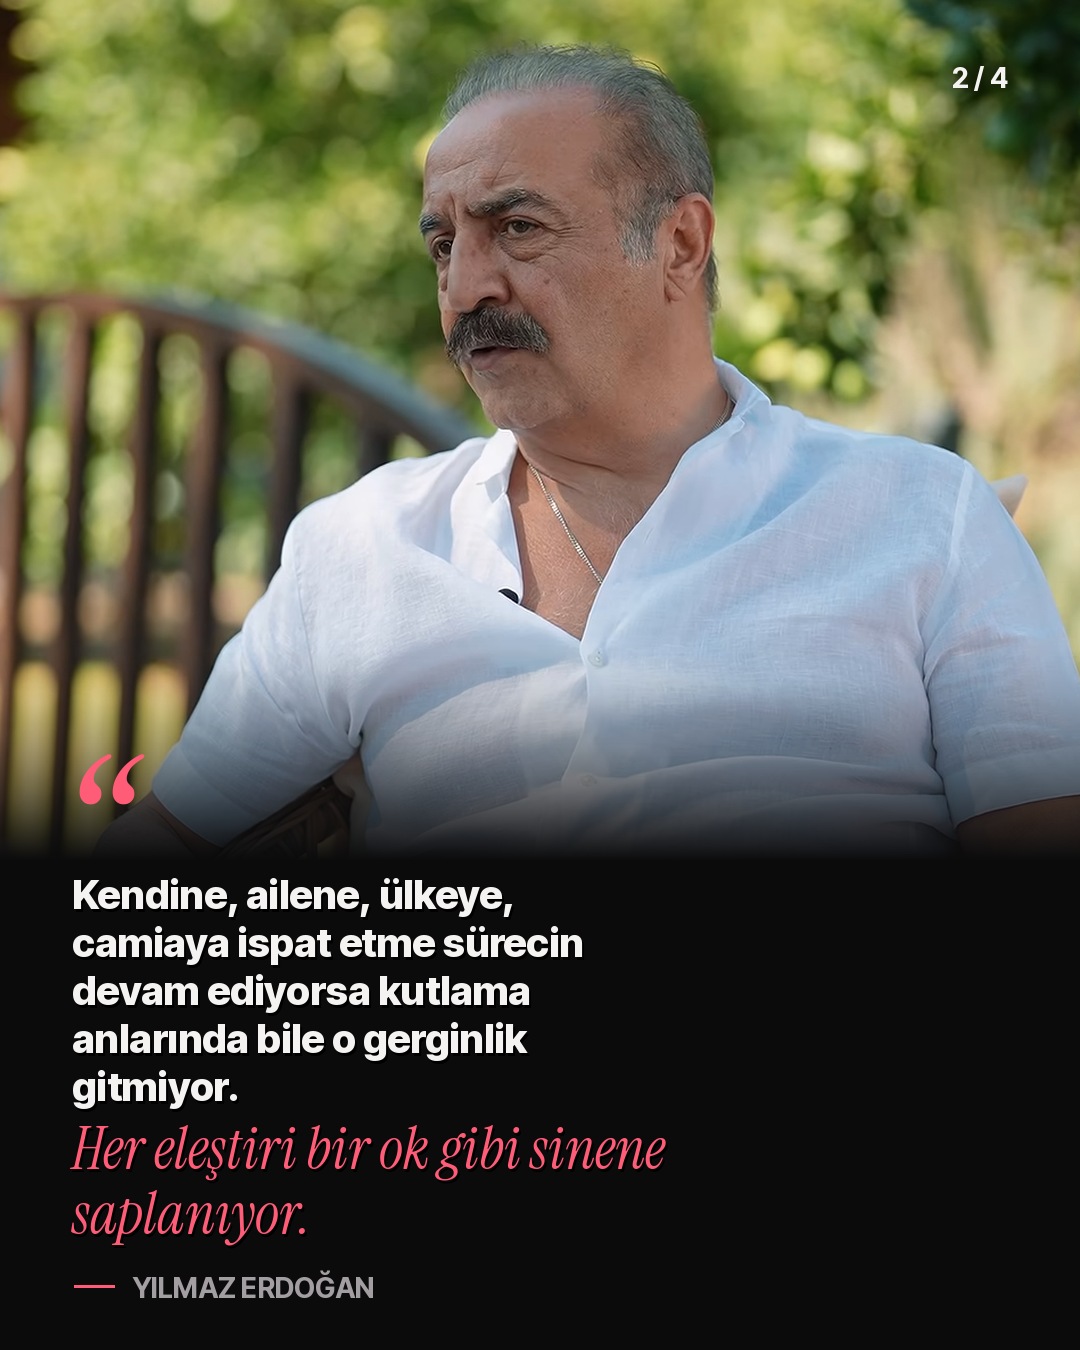 2 / 4
“
Kendine, ailene, ülkeye,
camiaya ispat etme sürecin
devam ediyorsa kutlama
anlarında bile o gerginlik
gitmiyor.
Her eleştiri bir ok gibi sinene
saplanıyor.
— YILMAZ ERDOĞAN